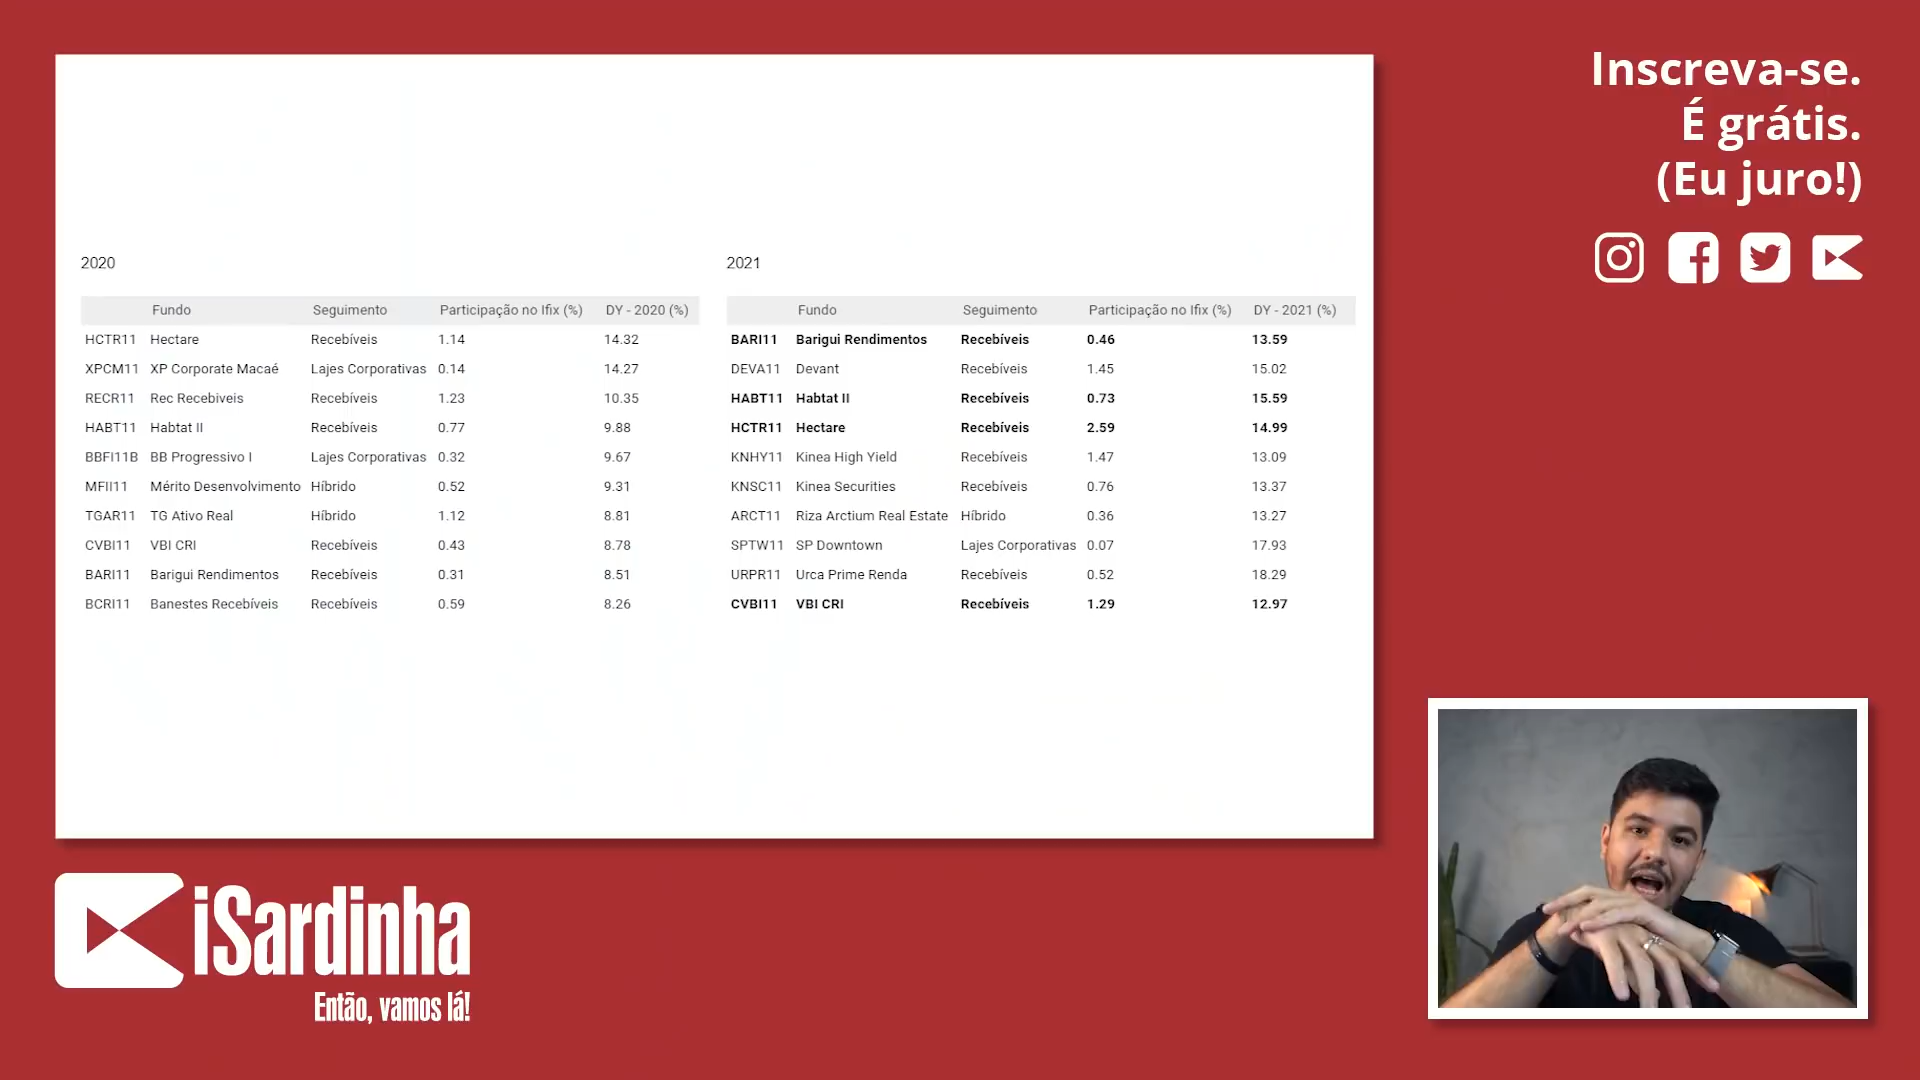 Inscreva-se.
É grátis.
(Eu juro!)
2020
Fundo Seguimento Participação no Ifix (%) DY - 2020 (%)
HCTR11 Hectare Recebíveis 1.14 14.32
XPCM11 XP Corporate Macaé Lajes Corporativas 0.14 14.27
RECR11 Rec Recebiveis Recebíveis 1.23 10.35
HABT11 Habtat II Recebíveis 0.77 9.88
BBFI11B BB Progressivo I Lajes Corporativas 0.32 9.67
MFII11 Mérito Desenvolvimento Híbrido 0.52 9.31
TGAR11 TG Ativo Real Híbrido 1.12 8.81
CVBI11 VBI CRI Recebíveis 0.43 8.78
BARI11 Barigui Rendimentos Recebíveis 0.31 8.51
BCRI11 Banestes Recebíveis Recebíveis 0.59 8.26
2021
Fundo Seguimento Participação no Ifix (%) DY - 2021 (%)
BARI11 Barigui Rendimentos Recebíveis 0.46 13.59
DEVA11 Devant Recebíveis 1.45 15.02
HABT11 Habtat II Recebíveis 0.73 15.59
HCTR11 Hectare Recebíveis 2.59 14.99
KNHY11 Kinea High Yield Recebíveis 1.47 13.09
KNSC11 Kinea Securities Recebíveis 0.76 13.37
ARCT11 Riza Arctium Real Estate Híbrido 0.36 13.27
SPTW11 SP Downtown Lajes Corporativas 0.07 17.93
URPR11 Urca Prime Renda Recebíveis 0.52 18.29
CVBI11 VBI CRI Recebíveis 1.29 12.97
iSardinha
Então, vamos lá!